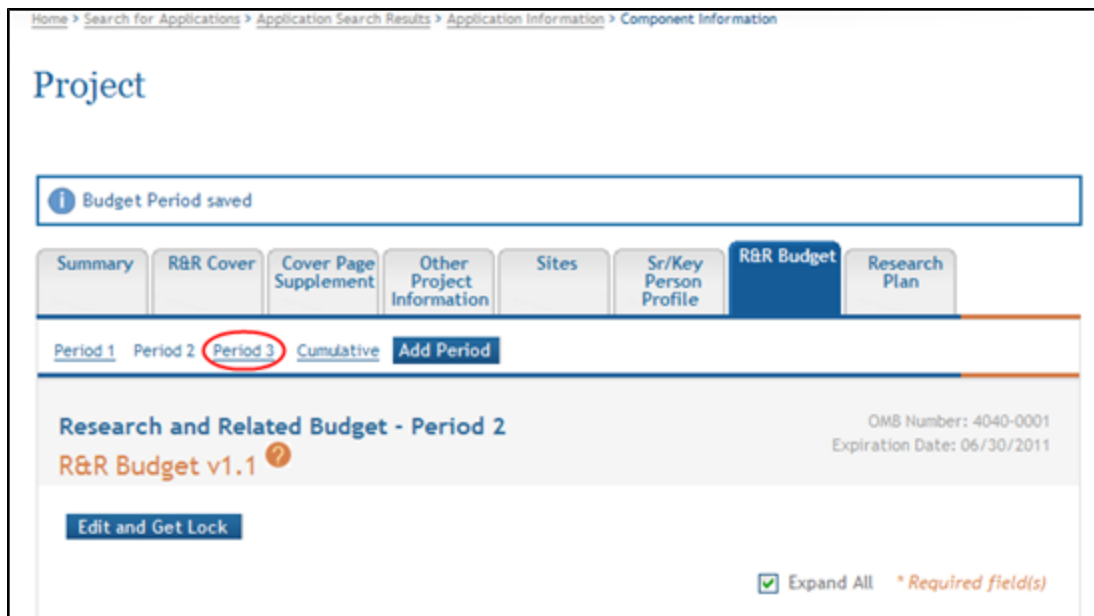 Home > Search for Applications > Application Search Results > Application Information > Component Information
Project
Budget Period saved
Summary
R&R Cover
Cover Page
Supplement
Other
Project
Information
Sites
Sr/Key
Person
Profile
R&R Budget
Research
Plan
Period 1 Period 2 Period 3 Cumulative Add Period
Research and Related Budget - Period 2
OMB Number: 4040-0001
Expiration Date: 06/30/2011
R&R Budget v1.1 ?
Edit and Get Lock
Expand All * Required field(s)